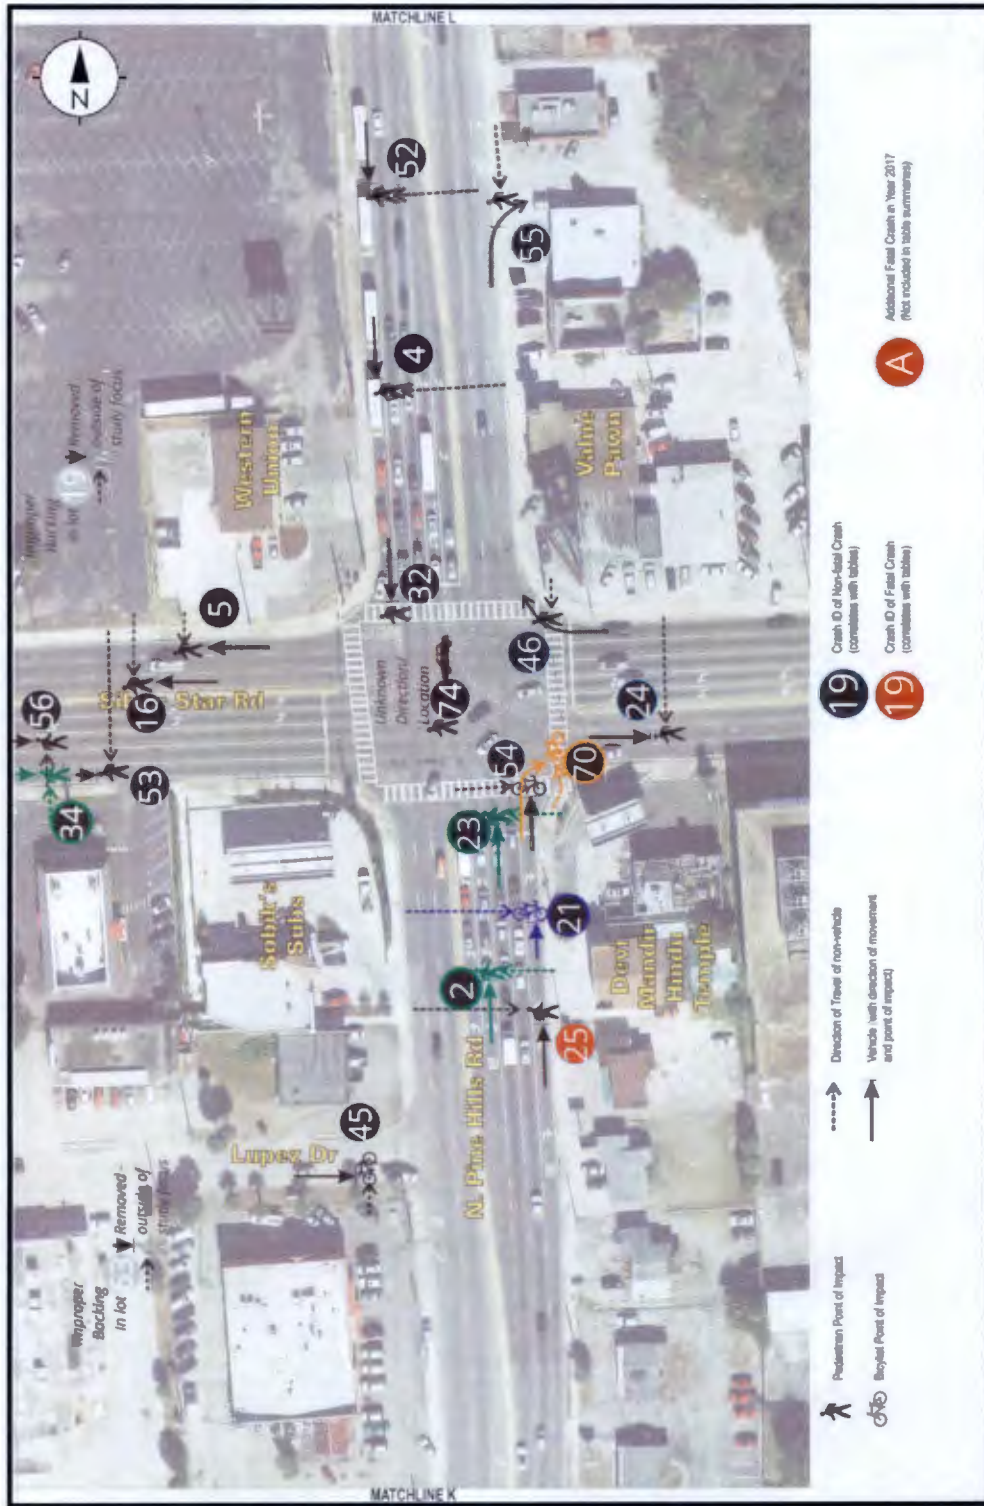 MATCHLINE L
N
52
55
4
Improper
Backing
in lot
19
Removed
outside of
study focus
Western
Union
Value
Pawn
5
32
46
Unknown
Direction/
Location
74
16
Star Rd
56
53
34
24
54
70
23
21
2
25
Sobik's
Subs
Devi
Mandir
Hindu
Temple
N. Pine Hills Rd
Lupez Dr
45
Improper
Backing
in lot
Removed -
outside of
study focus
MATCHLINE K
Pedestrian Point of Impact
Bicyclist Point of Impact
Direction of Travel of non-vehicle
Vehicle (with direction of movement
and point of impact)
19
Crash ID of Non-fatal Crash
(correlates with tables)
19
Crash ID of Fatal Crash
(correlates with tables)
A
Additional Fatal Crash in Year 2017
(Not included in table summaries)